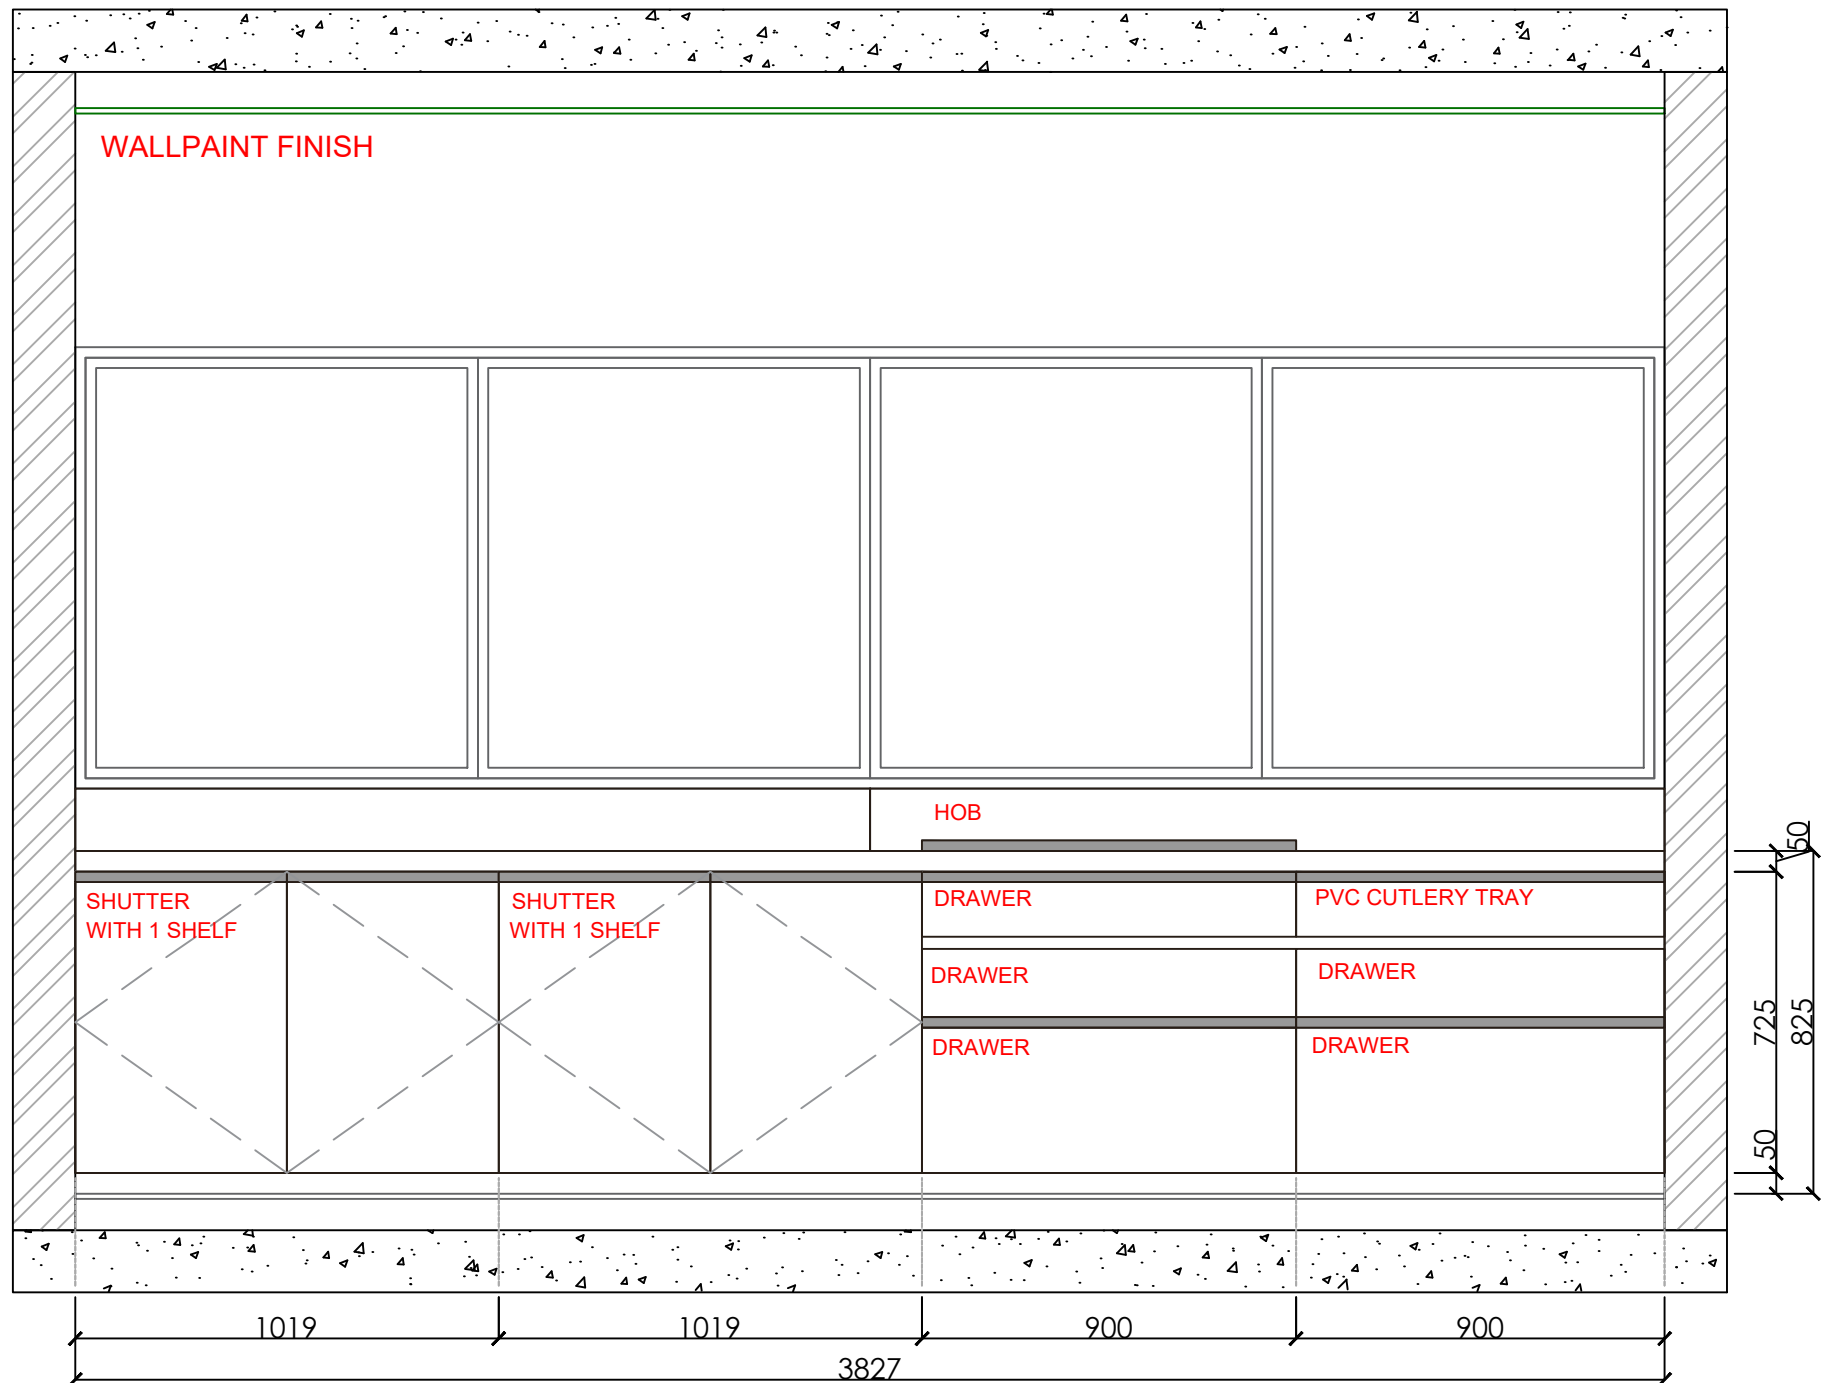 WALLPAINT FINISH
HOB
50
SHUTTER
WITH 1 SHELF
SHUTTER
WITH 1 SHELF
DRAWER
PVC CUTLERY TRAY
DRAWER
DRAWER
DRAWER
DRAWER
725
825
50
1019
1019
900
900
3827